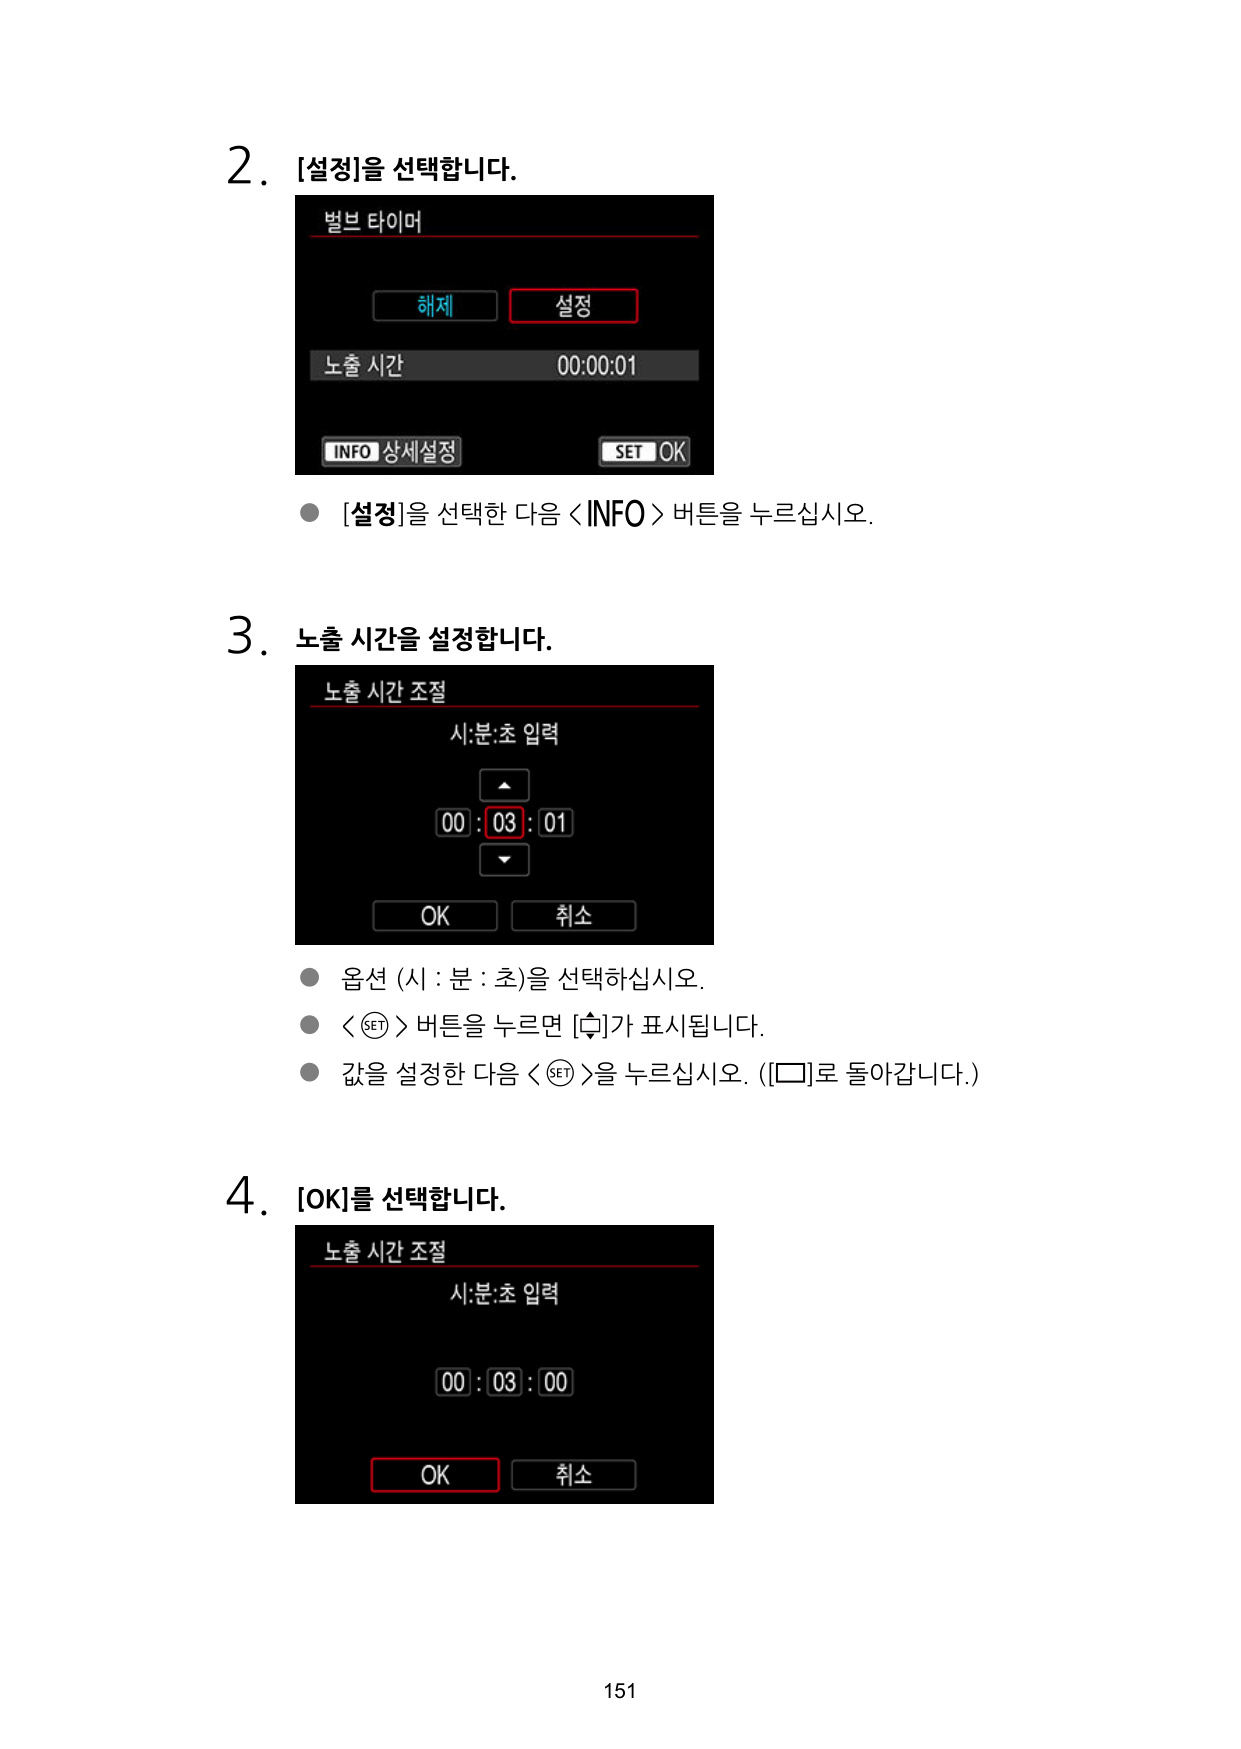 2. [설정]을 선택합니다.
벌브 타이머
해제 설정
노출 시간 00:00:01
INFO 상세설정 SET OK
● [설정]을 선택한 다음 <INFO> 버튼을 누르십시오.
3. 노출 시간을 설정합니다.
노출 시간 조절
시:분:초 입력
00 : 03 : 01
OK 취소
● 옵션 (시 : 분 : 초)을 선택하십시오.
● <SET> 버튼을 누르면 []가 표시됩니다.
● 값을 설정한 다음 <SET>을 누르십시오. ([]로 돌아갑니다.)
4. [OK]를 선택합니다.
노출 시간 조절
시:분:초 입력
00 : 03 : 00
OK 취소
151